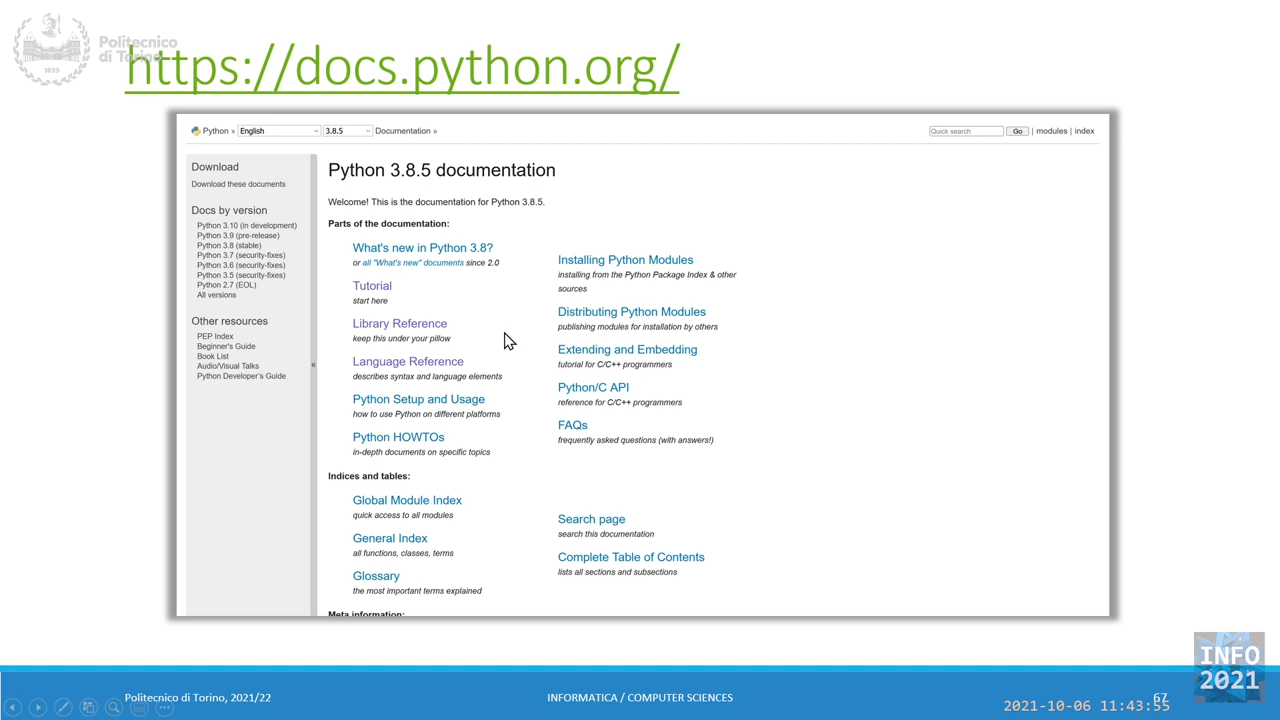 Politecnico
di Torino
1859
https://docs.python.org/
Python » English 3.8.5 Documentation » Quick search Go | modules | index
Download
Download these documents
Docs by version
Python 3.10 (in development)
Python 3.9 (pre-release)
Python 3.8 (stable)
Python 3.7 (security-fixes)
Python 3.6 (security-fixes)
Python 3.5 (security-fixes)
Python 2.7 (EOL)
All versions
Other resources
PEP Index
Beginner's Guide
Book List
Audio/Visual Talks
Python Developer's Guide
«
Python 3.8.5 documentation
Welcome! This is the documentation for Python 3.8.5.
Parts of the documentation:
What's new in Python 3.8?
or all "What's new" documents since 2.0
Tutorial
start here
Library Reference
keep this under your pillow
Language Reference
describes syntax and language elements
Python Setup and Usage
how to use Python on different platforms
Python HOWTOs
in-depth documents on specific topics
Installing Python Modules
installing from the Python Package Index & other
sources
Distributing Python Modules
publishing modules for installation by others
Extending and Embedding
tutorial for C/C++ programmers
Python/C API
reference for C/C++ programmers
FAQs
frequently asked questions (with answers!)
Indices and tables:
Global Module Index
quick access to all modules
General Index
all functions, classes, terms
Glossary
the most important terms explained
Search page
search this documentation
Complete Table of Contents
lists all sections and subsections
Meta information:
INFO
2021
Politecnico di Torino, 2021/22
INFORMATICA / COMPUTER SCIENCES
67
2021-10-06 11:43:55